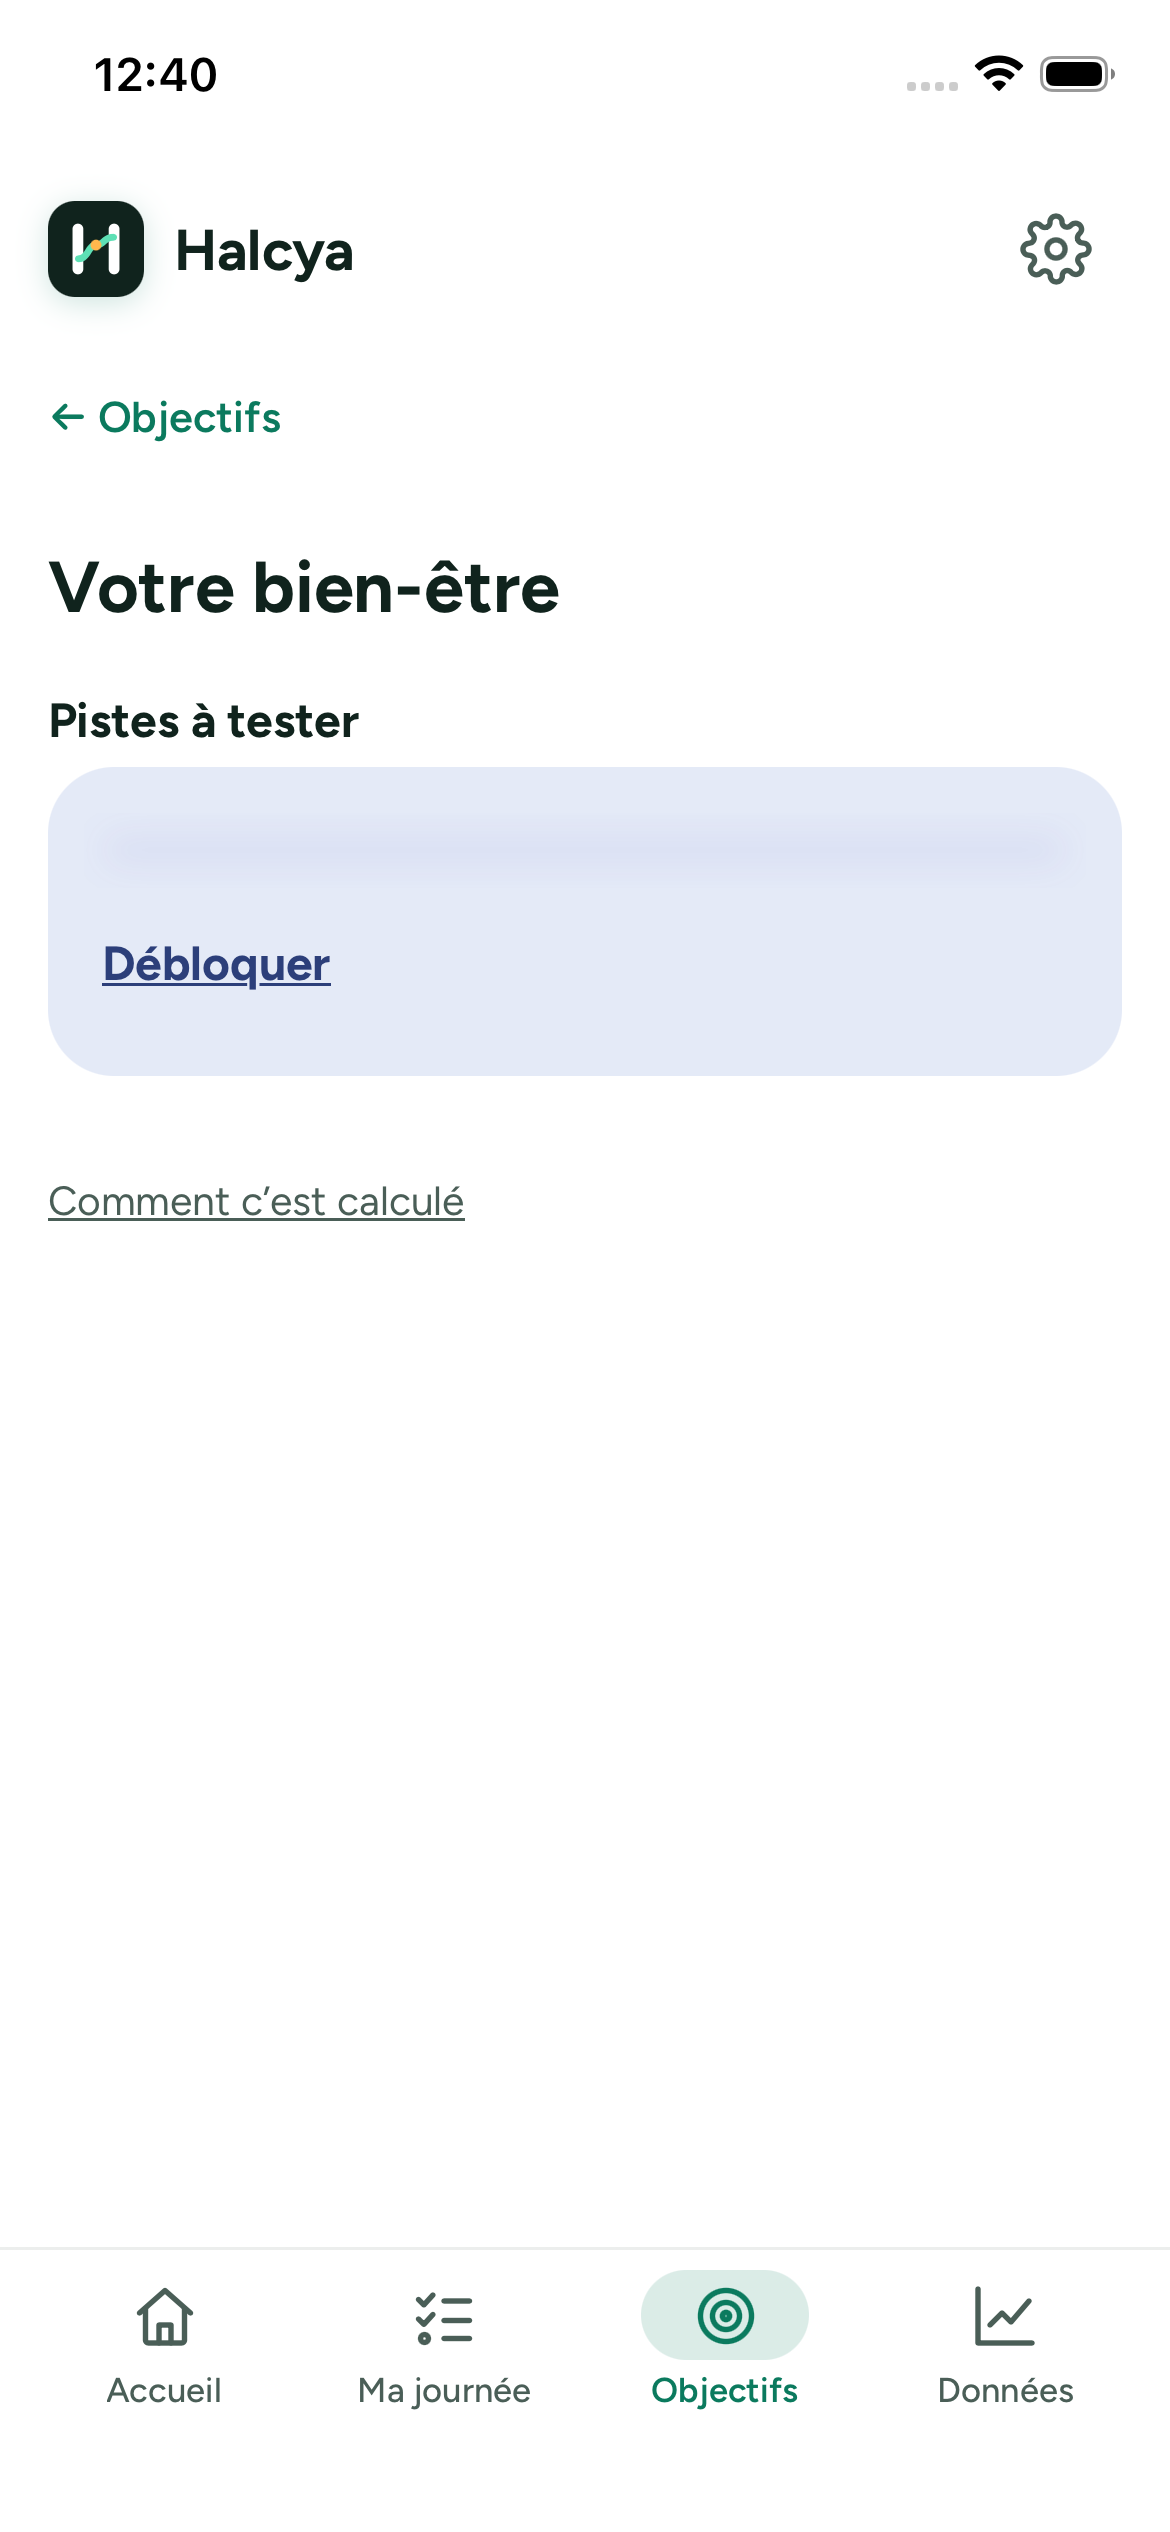 12:40
Halcya
← Objectifs
Votre bien-être
Pistes à tester
Débloquer
Comment c’est calculé
Accueil
Ma journée
Objectifs
Données